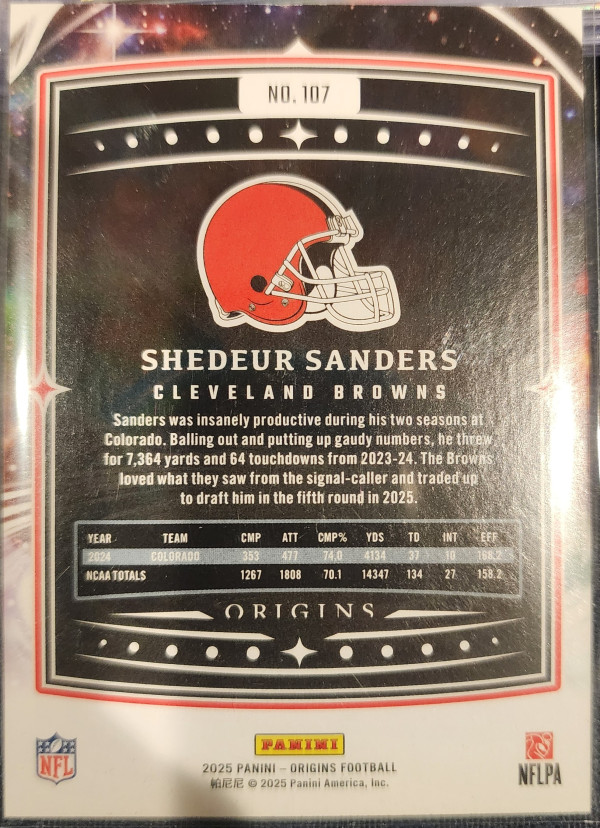 NO. 107
SHEDEUR SANDERS
CLEVELAND BROWNS
Sanders was insanely productive during his two seasons at
Colorado. Balling out and putting up gaudy numbers, he threw
for 7,364 yards and 64 touchdowns from 2023-24. The Browns
loved what they saw from the signal-caller and traded up
to draft him in the fifth round in 2025.
YEAR TEAM CMP ATT CMP% YDS TD INT EFF
2024 COLORADO 353 477 74.0 4134 37 10 168.2
NCAA TOTALS 1267 1808 70.1 14347 134 27 158.2
ORIGINS
PANINI
NFL
2025 PANINI – ORIGINS FOOTBALL
帕尼尼 © 2025 Panini America, Inc.
NFLPA